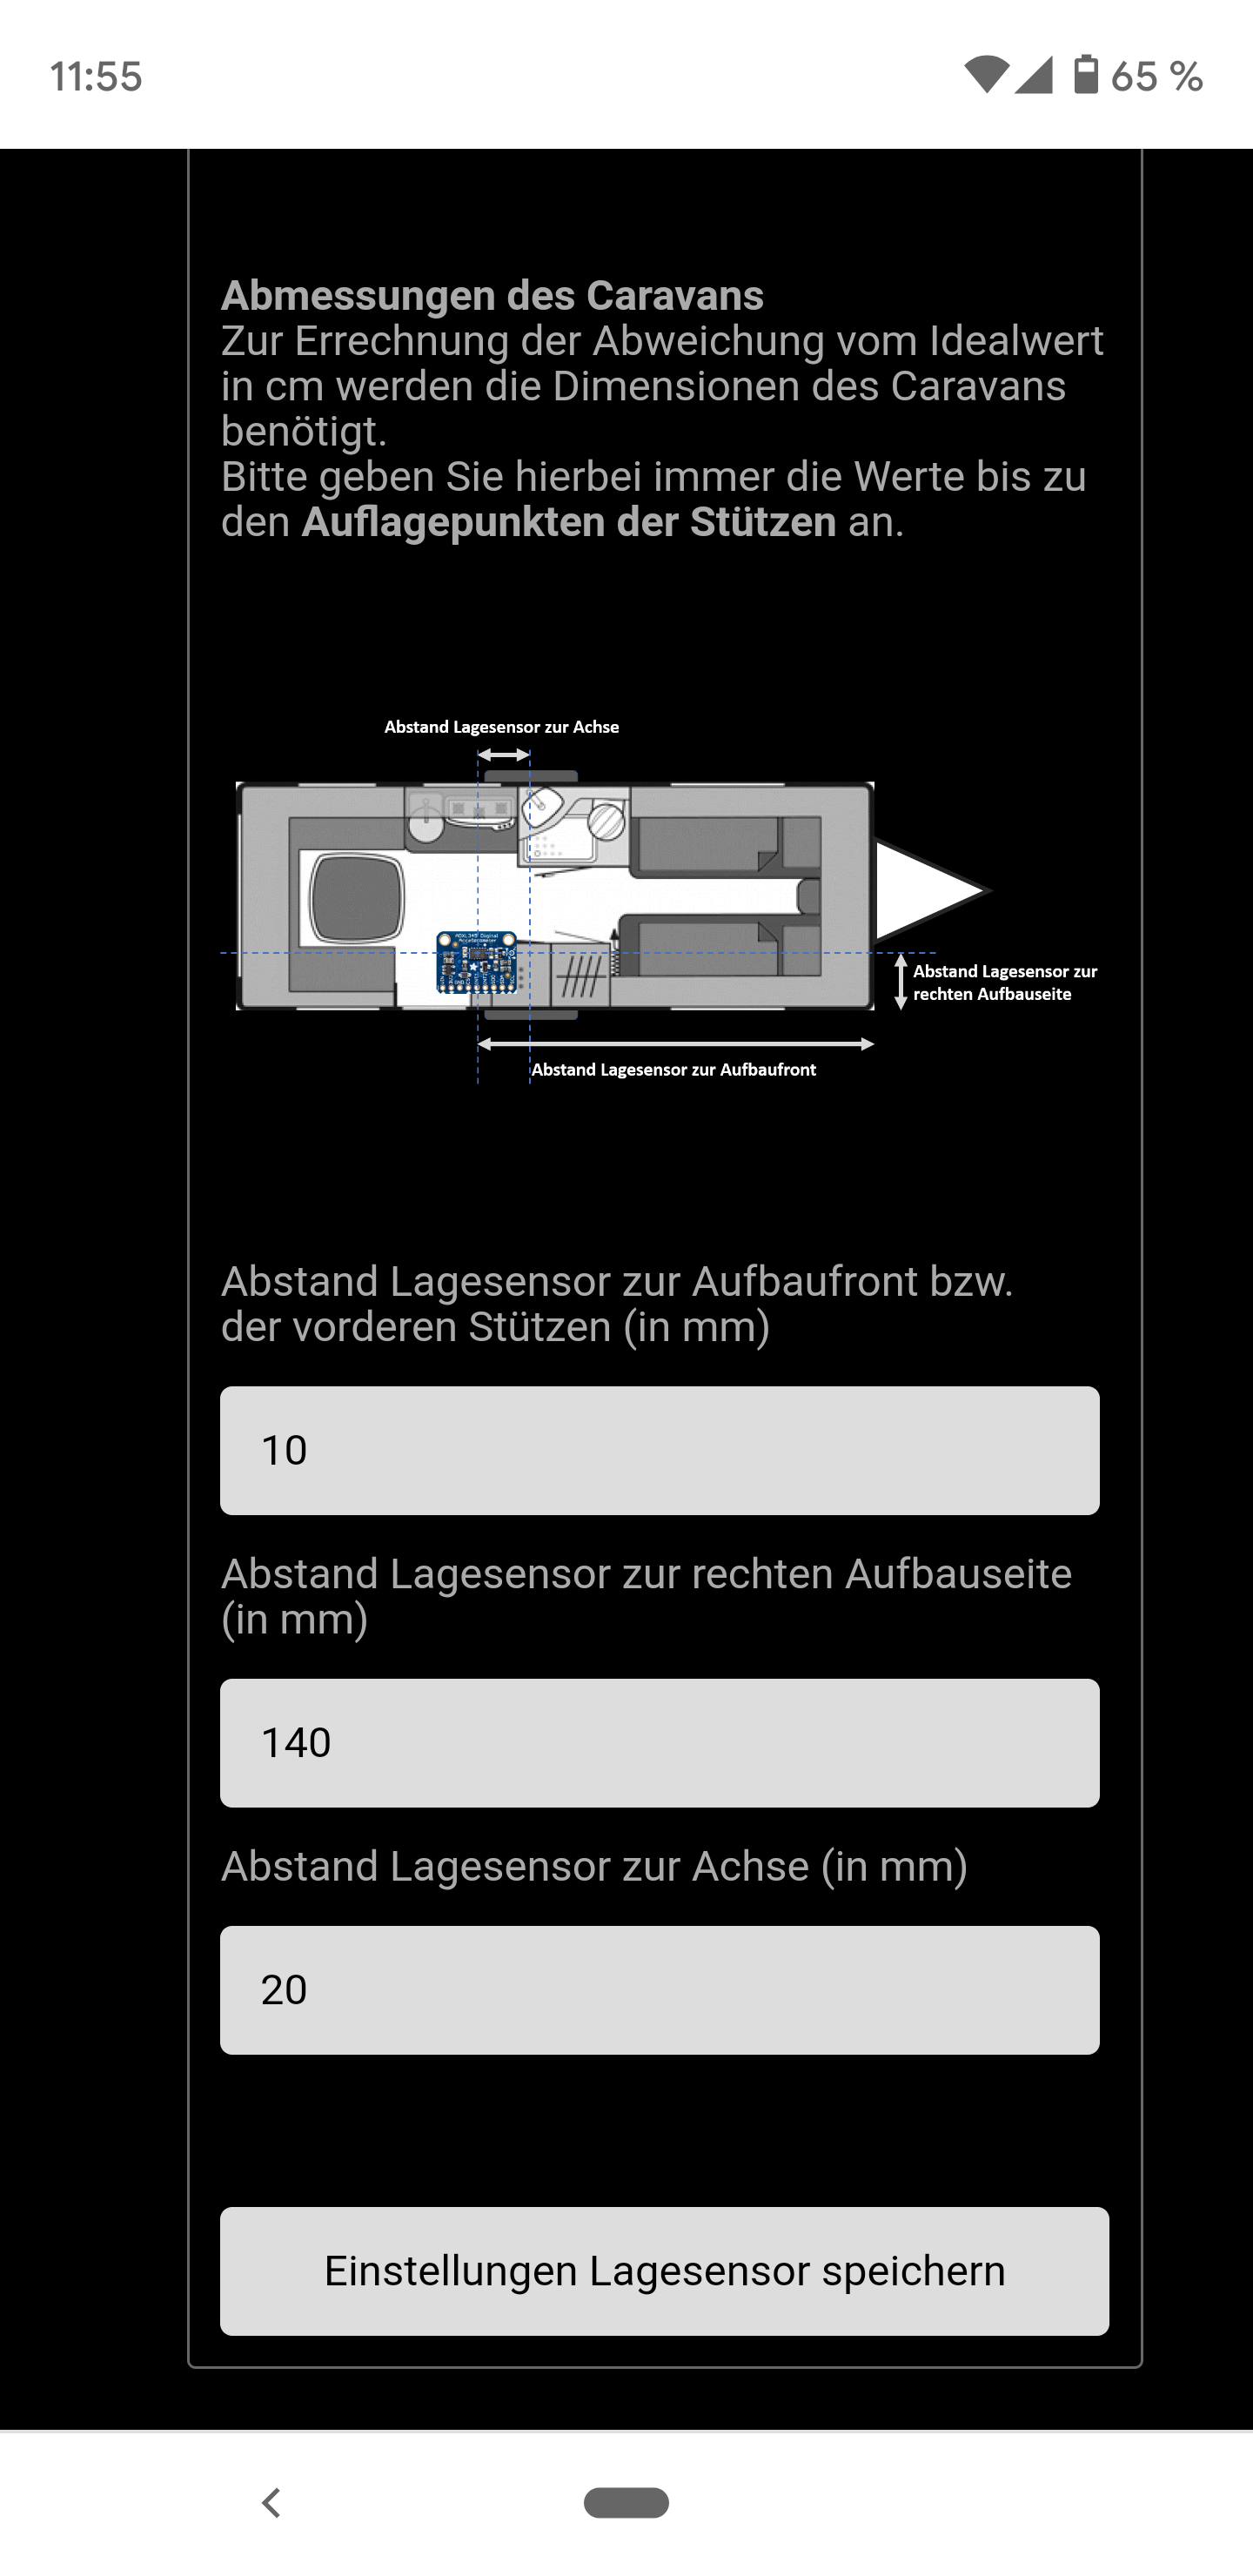 11:55
65 %
Abmessungen des Caravans
Zur Errechnung der Abweichung vom Idealwert
in cm werden die Dimensionen des Caravans
benötigt.
Bitte geben Sie hierbei immer die Werte bis zu
den Auflagepunkten der Stützen an.
Abstand Lagesensor zur Achse
ADXL345 Digital
Accelerometer
Abstand Lagesensor zur
rechten Aufbauseite
Abstand Lagesensor zur Aufbaufront
Abstand Lagesensor zur Aufbaufront bzw.
der vorderen Stützen (in mm)
10
Abstand Lagesensor zur rechten Aufbauseite
(in mm)
140
Abstand Lagesensor zur Achse (in mm)
20
Einstellungen Lagesensor speichern